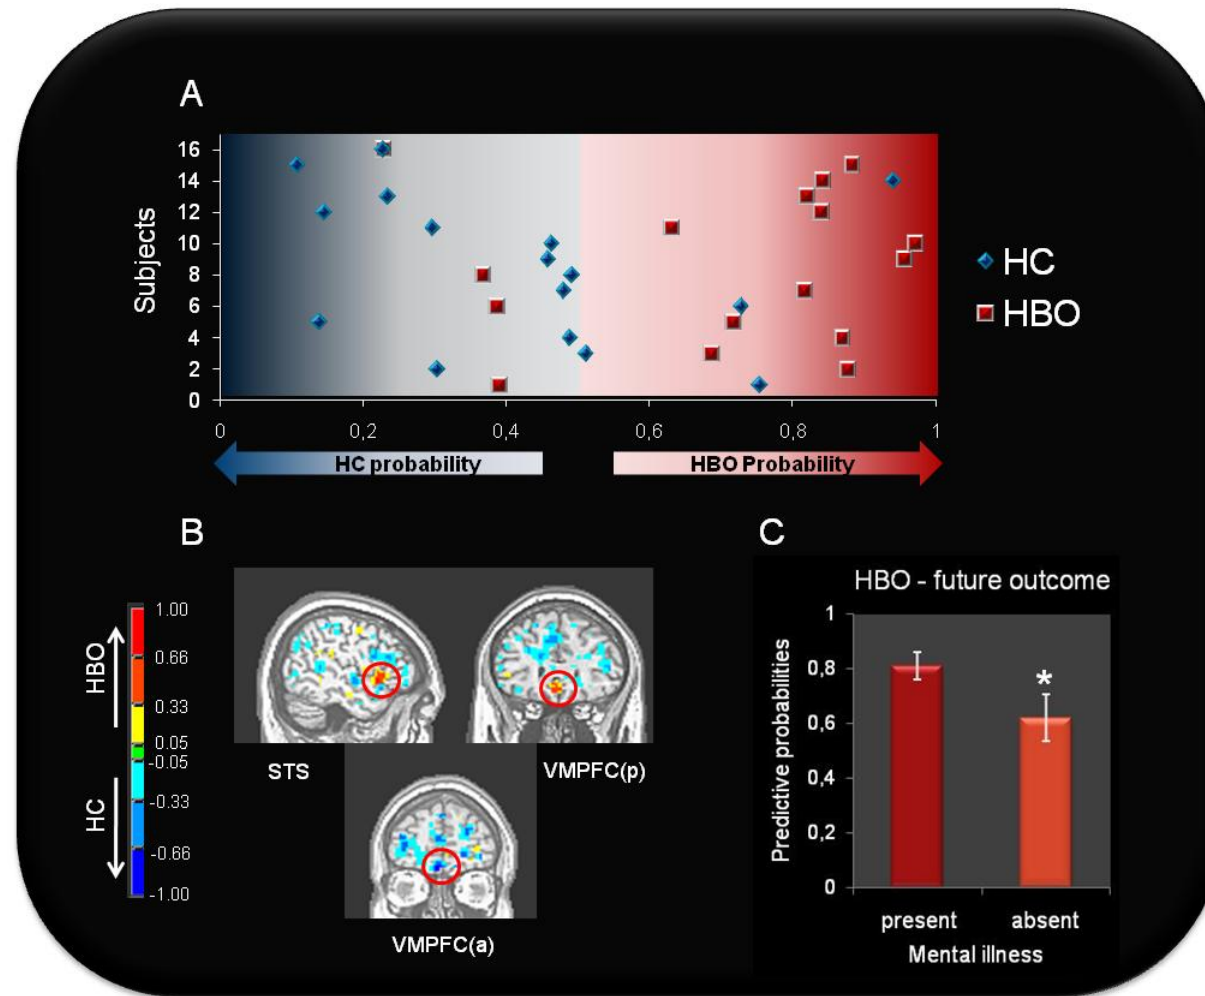 A
Subjects
16
14
12
10
8
6
4
2
0
0
0,2
0,4
0,6
0,8
1
HC
HBO
HC probability
HBO Probability
B
HBO
HC
1.00
0.66
0.33
0.05
-0.05
-0.33
-0.66
-1.00
STS
VMPFC(p)
VMPFC(a)
C
HBO - future outcome
Predictive probabilities
1
0,8
0,6
0,4
0,2
0
*
present
absent
Mental illness